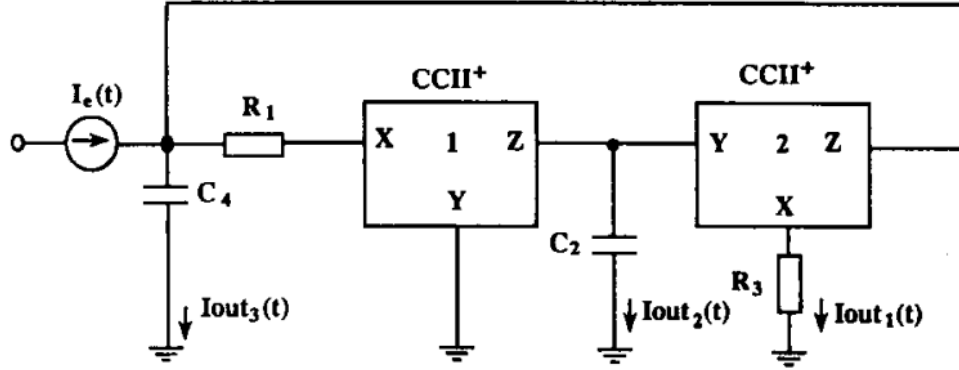 CCII⁺ CCII⁺
Iₑ(t)
R₁
X 1 Z Y 2 Z
Y X
C₄
C₂ R₃
Iout₃(t) Iout₂(t) Iout₁(t)